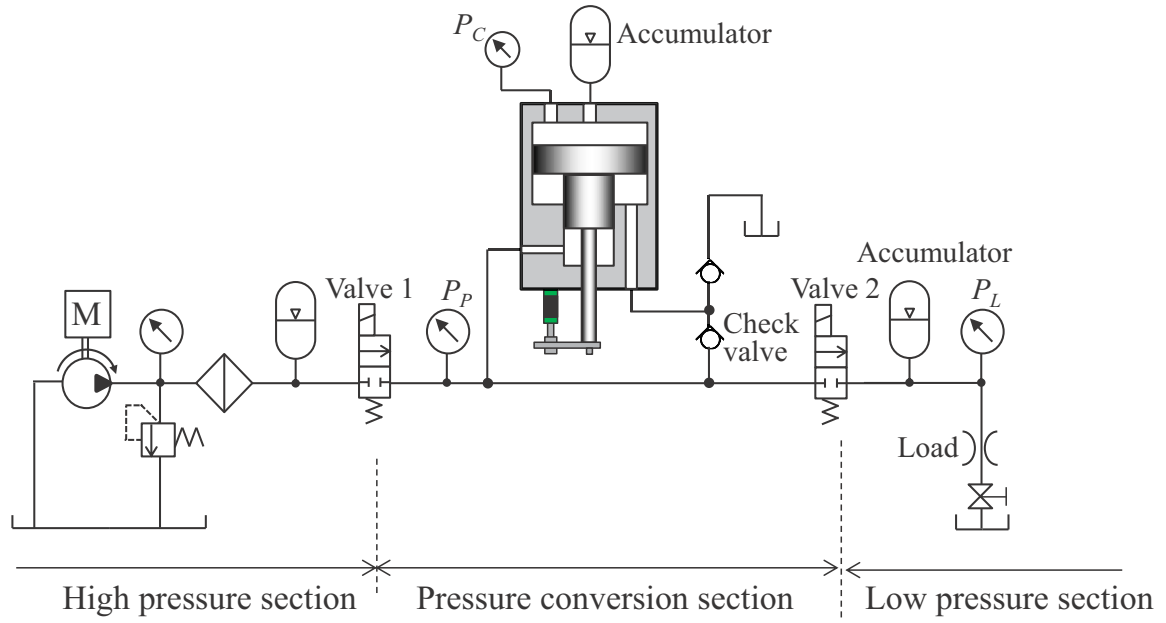 P_C
Accumulator
Accumulator
Valve 1
P_P
Valve 2
P_L
M
Check
valve
Load
High pressure section
Pressure conversion section
Low pressure section